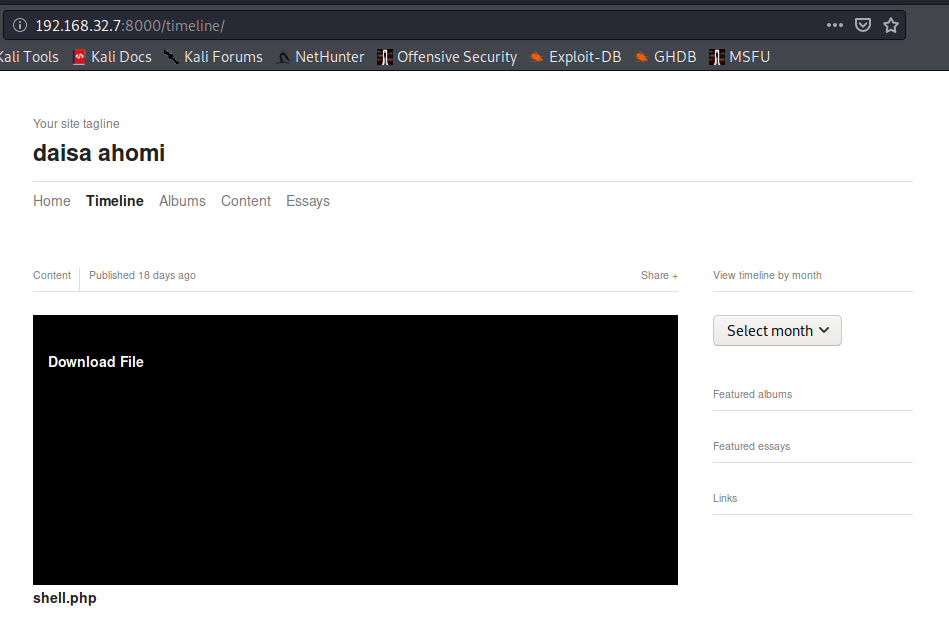 192.168.32.7:8000/timeline/
Kali Tools Kali Docs Kali Forums NetHunter Offensive Security Exploit-DB GHDB MSFU
Your site tagline
daisa ahomi
Home Timeline Albums Content Essays
Content Published 18 days ago Share + View timeline by month
Select month
Download File
Featured albums
Featured essays
Links
shell.php